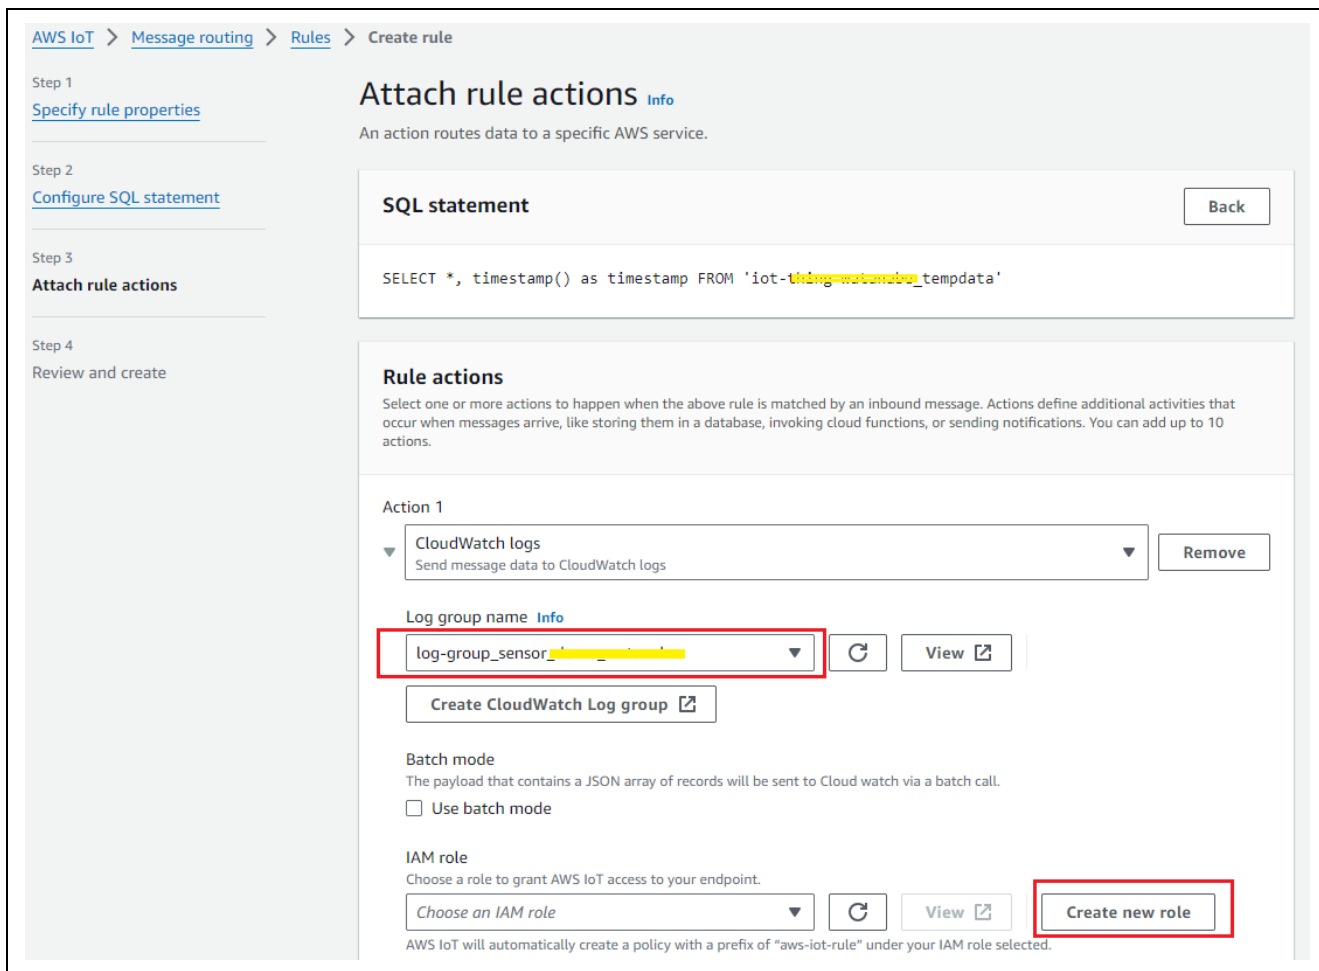 AWS IoT > Message routing > Rules > Create rule
Step 1
Specify rule properties
Step 2
Configure SQL statement
Step 3
Attach rule actions
Step 4
Review and create
Attach rule actions Info
An action routes data to a specific AWS service.
SQL statement
Back
SELECT *, timestamp() as timestamp FROM 'iot- _tempdata'
Rule actions
Select one or more actions to happen when the above rule is matched by an inbound message. Actions define additional activities that
occur when messages arrive, like storing them in a database, invoking cloud functions, or sending notifications. You can add up to 10
actions.
Action 1
CloudWatch logs
Send message data to CloudWatch logs
Remove
Log group name Info
log-group_sensor_
View
Create CloudWatch Log group
Batch mode
The payload that contains a JSON array of records will be sent to Cloud watch via a batch call.
Use batch mode
IAM role
Choose a role to grant AWS IoT access to your endpoint.
Choose an IAM role
View
Create new role
AWS IoT will automatically create a policy with a prefix of “aws-iot-rule” under your IAM role selected.